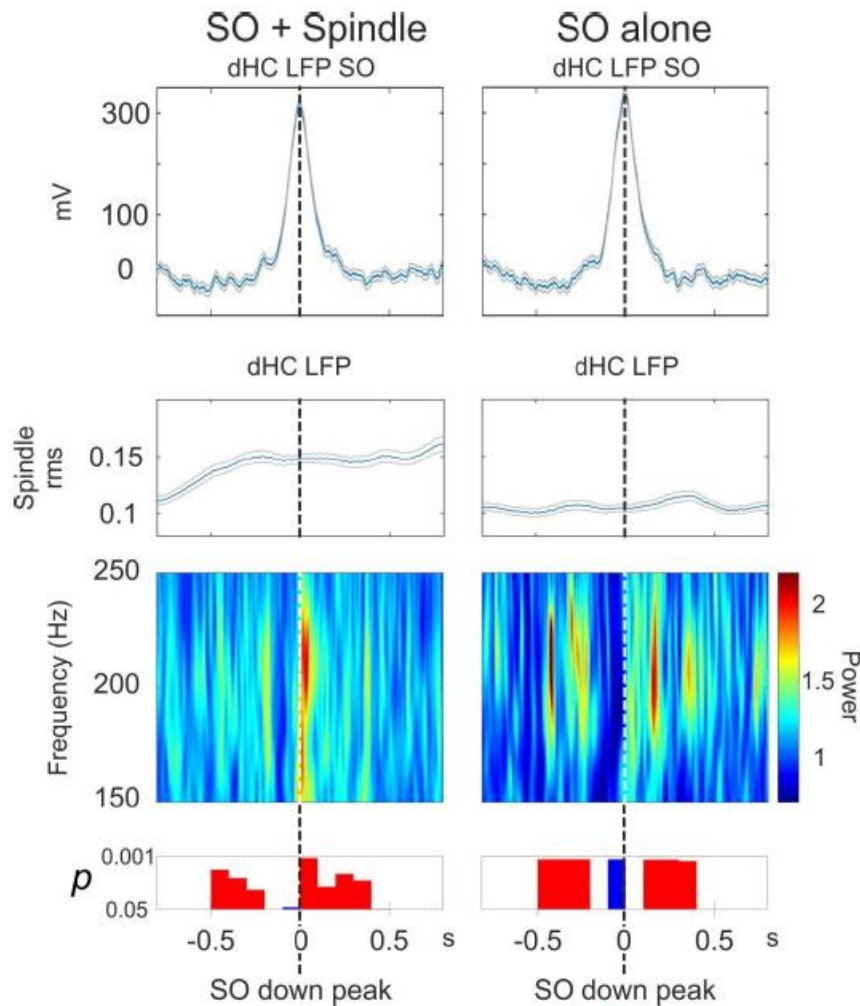 SO + Spindle SO alone
dHC LFP SO dHC LFP SO
300
mV
100
0
dHC LFP dHC LFP
Spindle
rms
0.15
0.1
250
Frequency (Hz)
200
150
2
1.5
1
Power
p
0.001
0.05
-0.5 0 0.5 s -0.5 0 0.5 s
SO down peak SO down peak